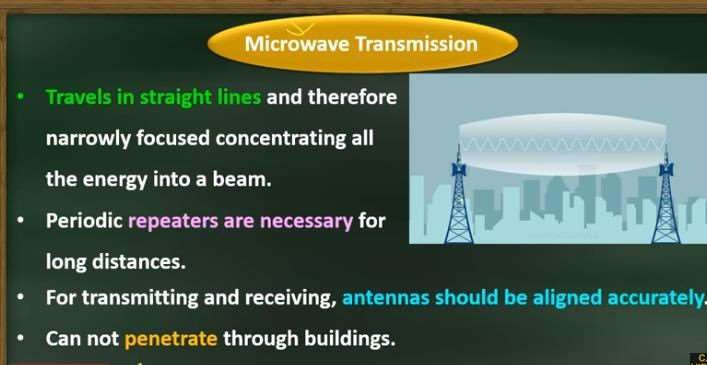 Microwave Transmission
• Travels in straight lines and therefore
narrowly focused concentrating all
the energy into a beam.
• Periodic repeaters are necessary for
long distances.
• For transmitting and receiving, antennas should be aligned accurately.
• Can not penetrate through buildings.